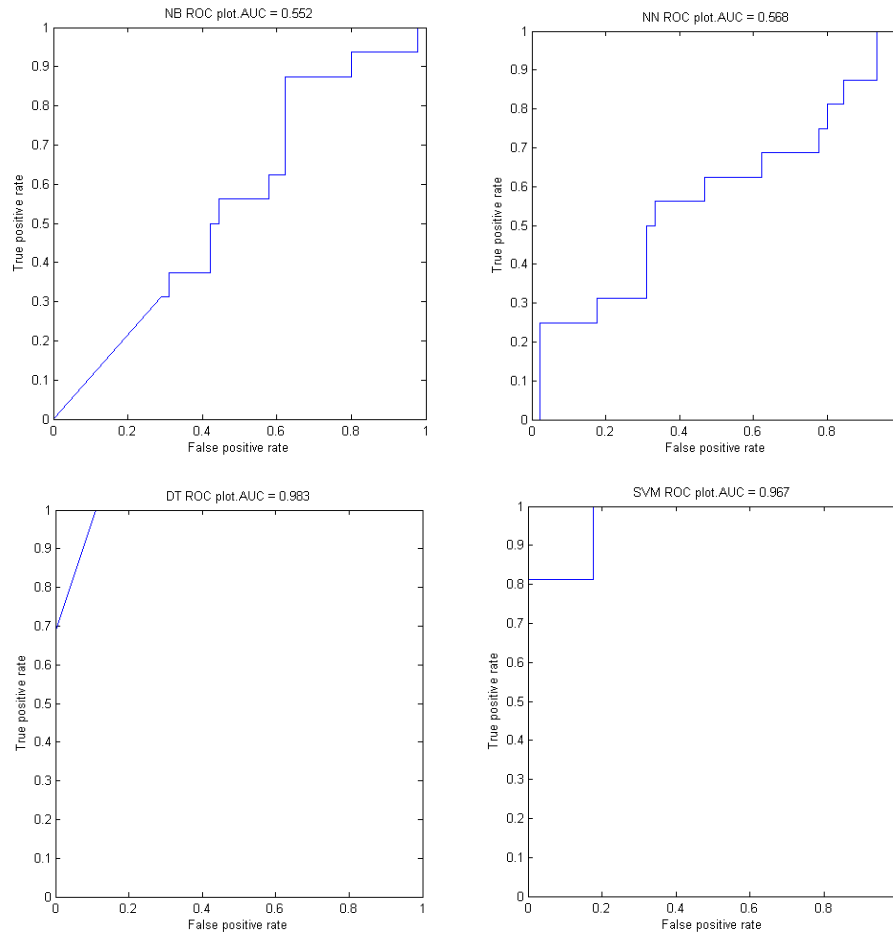 NB ROC plot.AUC = 0.552
1
0.9
0.8
0.7
0.6
0.5
0.4
0.3
0.2
0.1
0
True positive rate
0 0.2 0.4 0.6 0.8 1
False positive rate
NN ROC plot.AUC = 0.568
1
0.9
0.8
0.7
0.6
0.5
0.4
0.3
0.2
0.1
0
True positive rate
0 0.2 0.4 0.6 0.8
False positive rate
DT ROC plot.AUC = 0.983
1
0.9
0.8
0.7
0.6
0.5
0.4
0.3
0.2
0.1
0
True positive rate
0 0.2 0.4 0.6 0.8 1
False positive rate
SVM ROC plot.AUC = 0.967
1
0.9
0.8
0.7
0.6
0.5
0.4
0.3
0.2
0.1
0
True positive rate
0 0.2 0.4 0.6 0.8
False positive rate